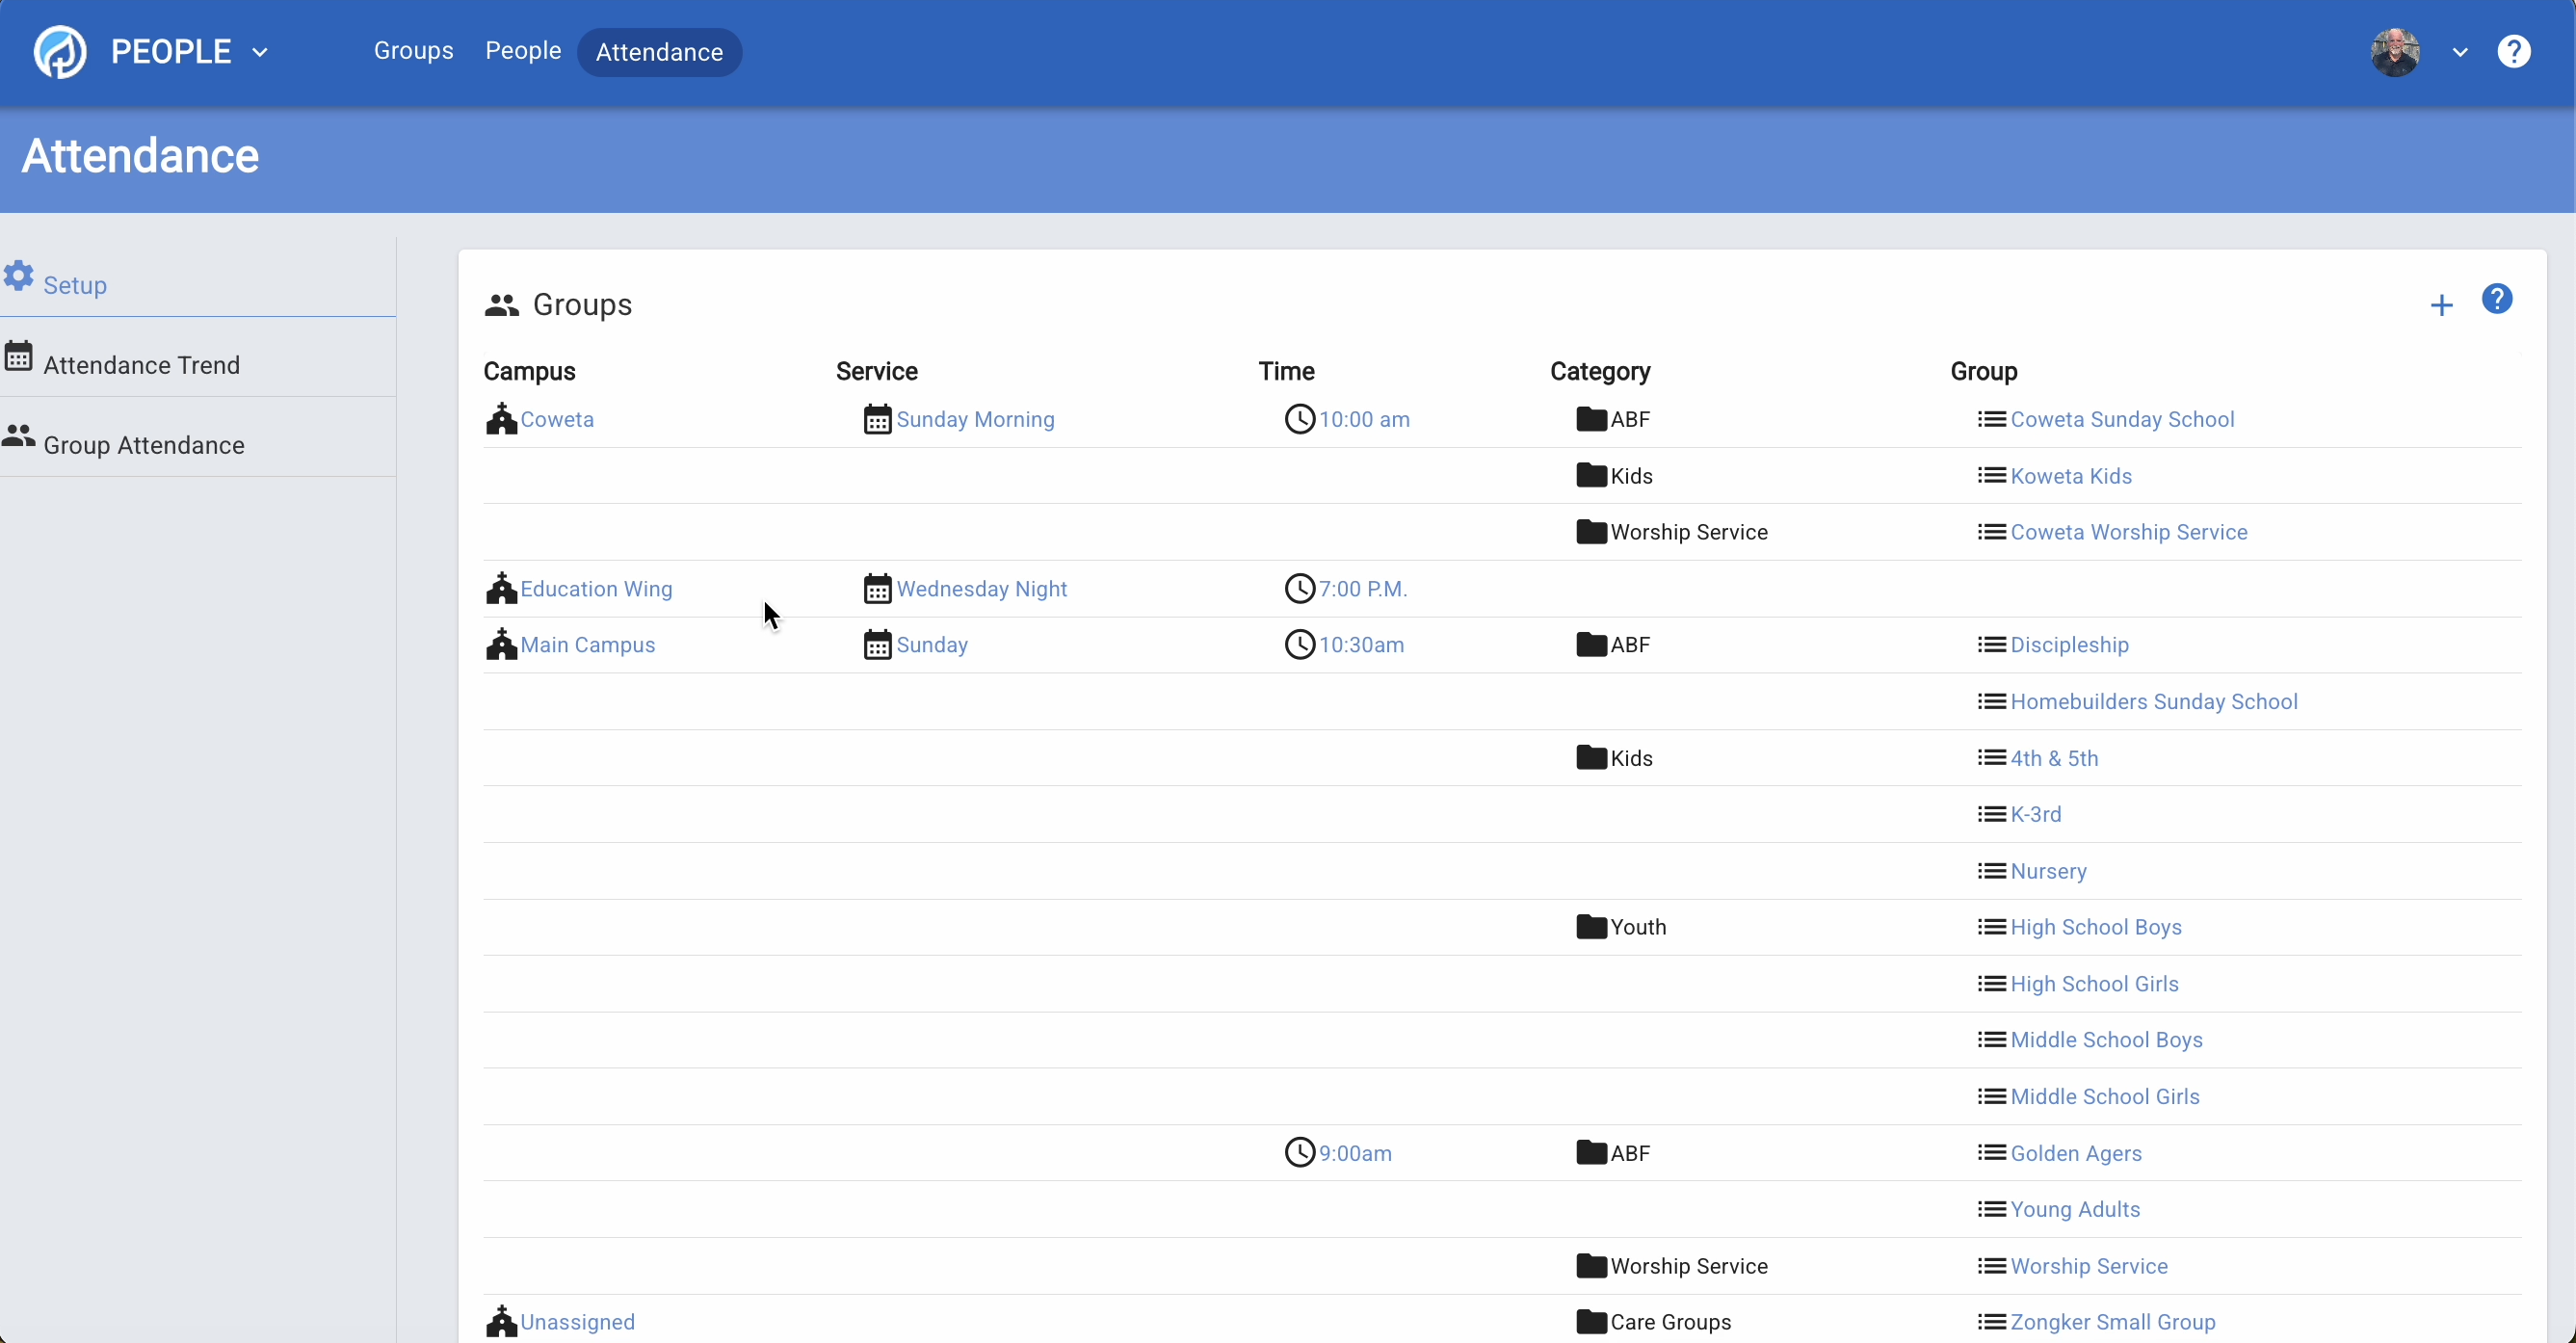 PEOPLE Groups People Attendance
Attendance
Setup
Attendance Trend
Group Attendance
Groups
Campus Service Time Category Group
Coweta Sunday Morning 10:00 am ABF Coweta Sunday School
Kids Koweta Kids
Worship Service Coweta Worship Service
Education Wing Wednesday Night 7:00 P.M.
Main Campus Sunday 10:30am ABF Discipleship
Homebuilders Sunday School
Kids 4th & 5th
K-3rd
Nursery
Youth High School Boys
High School Girls
Middle School Boys
Middle School Girls
9:00am ABF Golden Agers
Young Adults
Worship Service Worship Service
Unassigned Care Groups Zongker Small Group